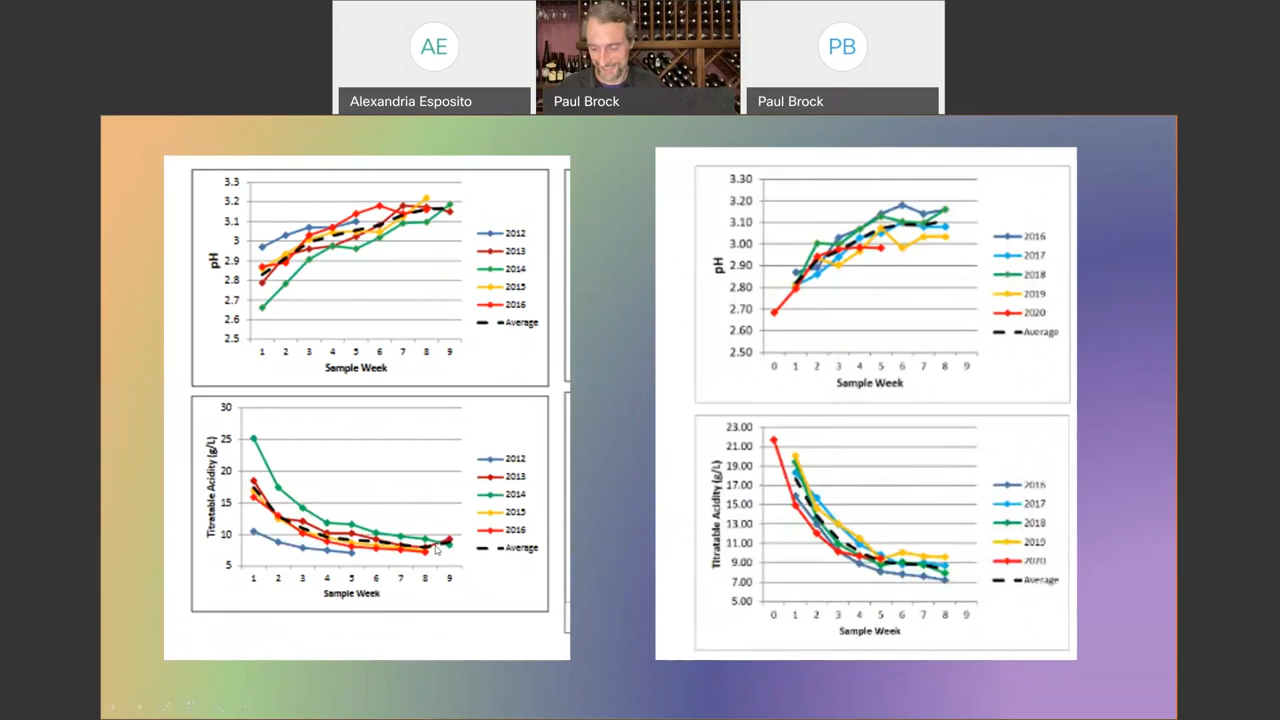 AE
PB
Alexandria Esposito
Paul Brock
Paul Brock
3.3
3.2
3.1
3
2.9
2.8
2.7
2.6
2.5
pH
1 2 3 4 5 6 7 8 9
Sample Week
2012
2013
2014
2015
2016
Average
30
25
20
15
10
5
Titratable Acidity (g/L)
1 2 3 4 5 6 7 8 9
Sample Week
2012
2013
2014
2015
2016
Average
3.30
3.20
3.10
3.00
2.90
2.80
2.70
2.60
2.50
pH
0 1 2 3 4 5 6 7 8 9
Sample Week
2016
2017
2018
2019
2020
Average
23.00
21.00
19.00
17.00
15.00
13.00
11.00
9.00
7.00
5.00
Titratable Acidity (g/L)
0 1 2 3 4 5 6 7 8 9
Sample Week
2016
2017
2018
2019
2020
Average